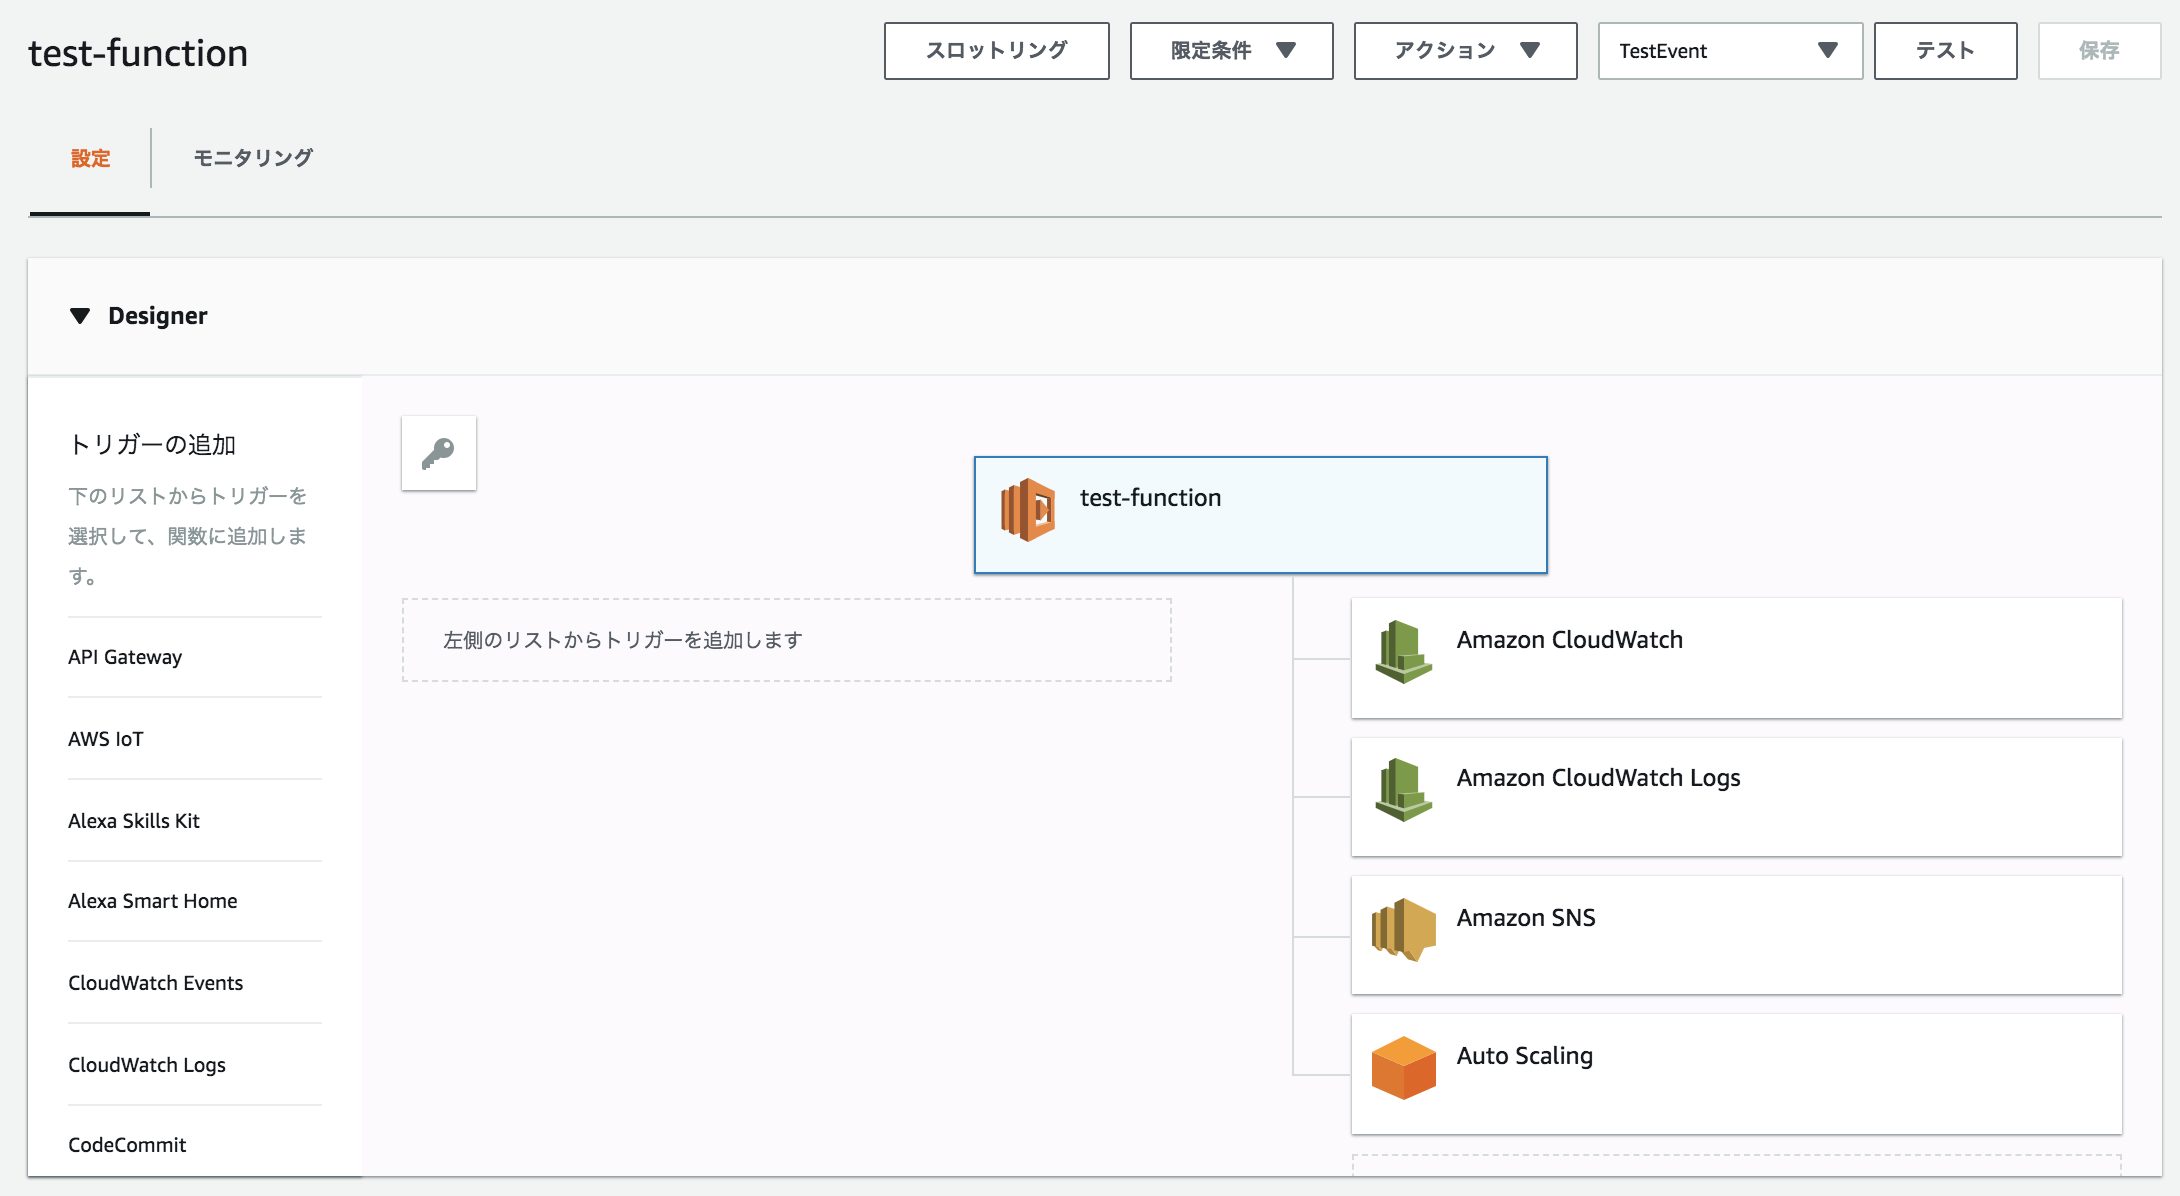 test-function
スロットリング
限定条件
アクション
TestEvent
テスト
保存
設定
モニタリング
Designer
トリガーの追加
下のリストからトリガーを
選択して、関数に追加しま
す。
API Gateway
AWS IoT
Alexa Skills Kit
Alexa Smart Home
CloudWatch Events
CloudWatch Logs
CodeCommit
左側のリストからトリガーを追加します
test-function
Amazon CloudWatch
Amazon CloudWatch Logs
Amazon SNS
Auto Scaling